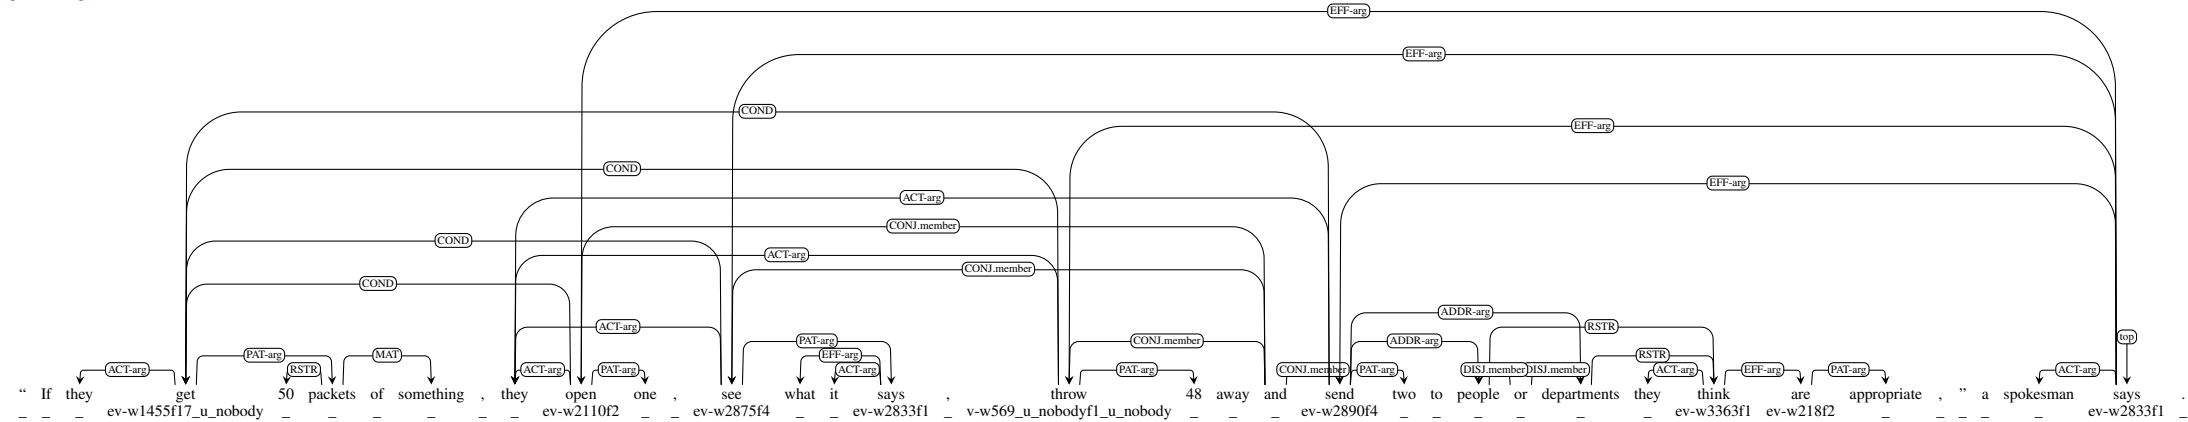 EFF-arg
EFF-arg
COND
EFF-arg
COND
EFF-arg
ACT-arg
CONJ.member
COND
ACT-arg
CONJ.member
COND
ADDR-arg
ACT-arg RSTR
top
PAT-arg CONJ.member ADDR-arg
PAT-arg MAT EFF-arg RSTR
ACT-arg RSTR ACT-arg PAT-arg ACT-arg PAT-arg CONJ.member PAT-arg DISJ.member DISJ.member ACT-arg EFF-arg PAT-arg ACT-arg
“ If they get 50 packets of something , they open one , see what it says , throw 48 away and send two to people or departments they think are appropriate , ” a spokesman says .
_ _ _ ev-w1455f17_u_nobody _ _ _ _ _ _ ev-w2110f2 _ _ ev-w2875f4 _ _ ev-w2833f1 _ v-w569_u_nobodyf1_u_nobody _ _ _ ev-w2890f4 _ _ _ _ _ _ ev-w3363f1 ev-w218f2 _ _ _ _ _ ev-w2833f1 _